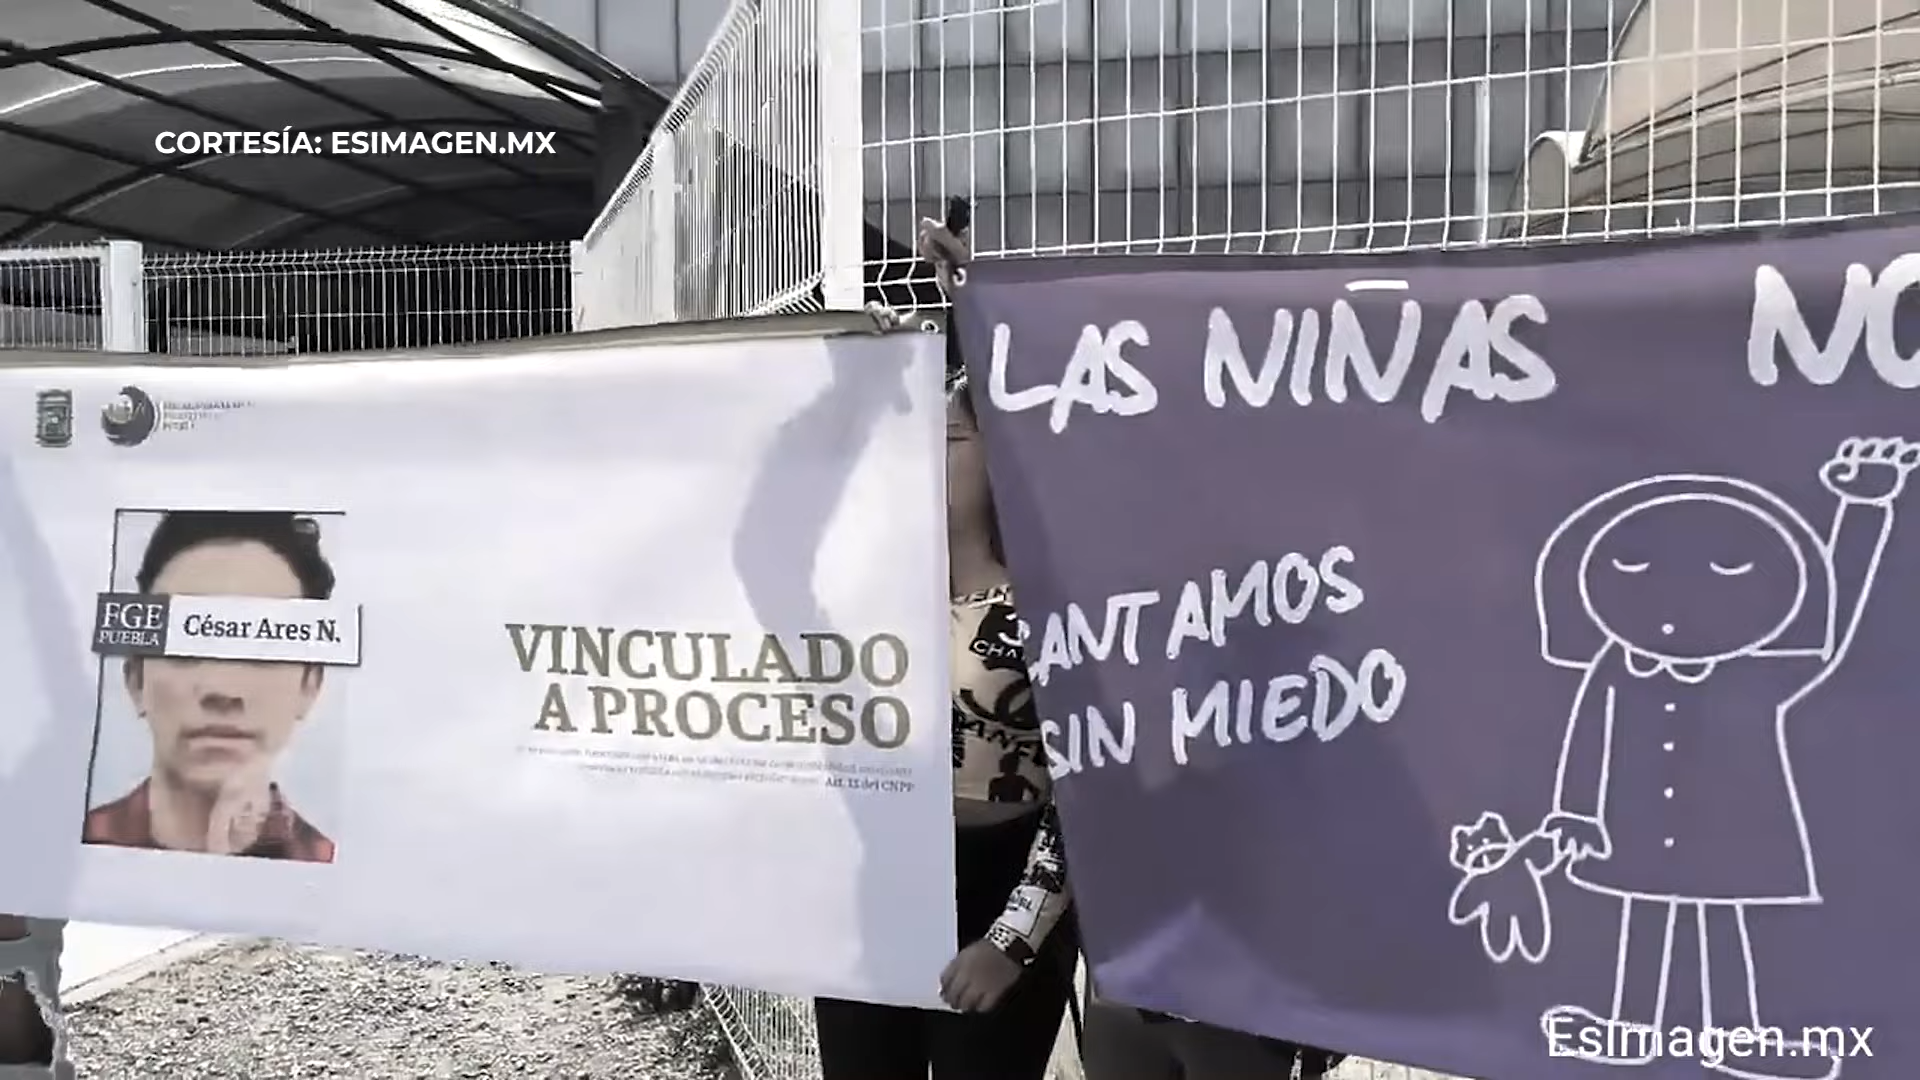 CORTESÍA: ESIMAGEN.MX
LAS NIÑAS NO
FGE
PUEBLA
César Ares N.
VINCULADO
A PROCESO
Art. 13 del CNPP
CANTAMOS
SIN MIEDO
EsImagen.mx